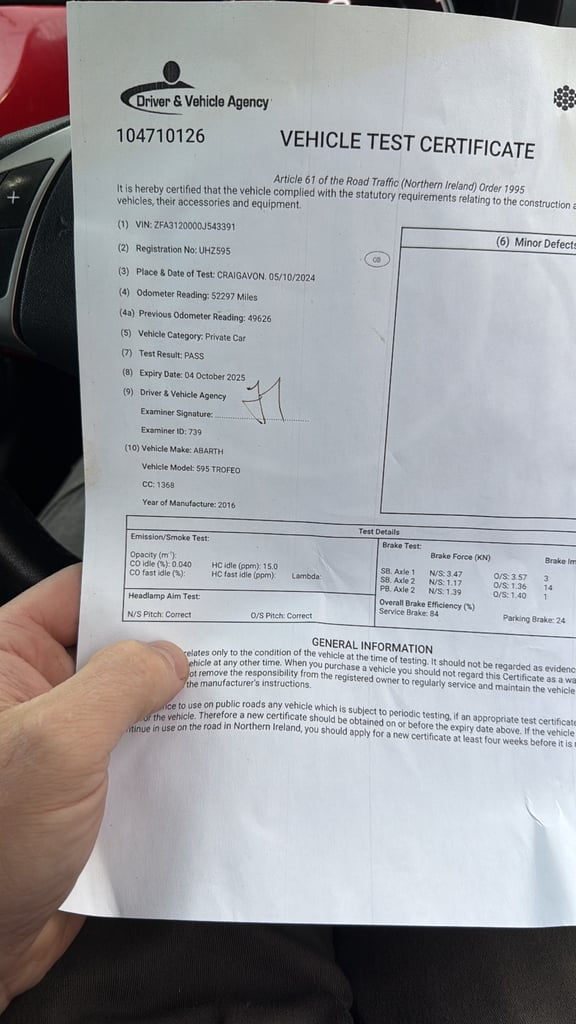 Driver & Vehicle Agency
104710126
VEHICLE TEST CERTIFICATE
Article 61 of the Road Traffic (Northern Ireland) Order 1995
It is hereby certified that the vehicle complied with the statutory requirements relating to the construction a
vehicles, their accessories and equipment.
(1) VIN: ZFA3120000J543391
(2) Registration No: UHZ595
(3) Place & Date of Test: CRAIGAVON. 05/10/2024
(4) Odometer Reading: 52297 Miles
(4a) Previous Odometer Reading: 49626
(5) Vehicle Category: Private Car
(7) Test Result: PASS
(8) Expiry Date: 04 October 2025
(9) Driver & Vehicle Agency
Examiner Signature:
Examiner ID: 739
(10) Vehicle Make: ABARTH
Vehicle Model: 595 TROFEO
CC: 1368
Year of Manufacture: 2016
GB
(6) Minor Defects
Test Details
Emission/Smoke Test:
Opacity (m-1):
CO idle (%): 0.040 HC idle (ppm): 15.0
CO fast idle (%): HC fast idle (ppm): Lambda:
Headlamp Aim Test:
N/S Pitch: Correct O/S Pitch: Correct
Brake Test:
Brake Force (KN) Brake Im
SB. Axle 1 N/S: 3.47 O/S: 3.57 3
SB. Axle 2 N/S: 1.17 O/S: 1.36 14
PB. Axle 2 N/S: 1.39 O/S: 1.40 1
Overall Brake Efficiency (%)
Service Brake: 84 Parking Brake: 24
GENERAL INFORMATION
relates only to the condition of the vehicle at the time of testing. It should not be regarded as evidenc
ehicle at any other time. When you purchase a vehicle you should not regard this Certificate as a wa
ot remove the responsibility from the registered owner to regularly service and maintain the vehicle
the manufacturer's instructions.
ce to use on public roads any vehicle which is subject to periodic testing, if an appropriate test certificate
or the vehicle. Therefore a new certificate should be obtained on or before the expiry date above. If the vehicle
ntinue in use on the road in Northern Ireland, you should apply for a new certificate at least four weeks before it is